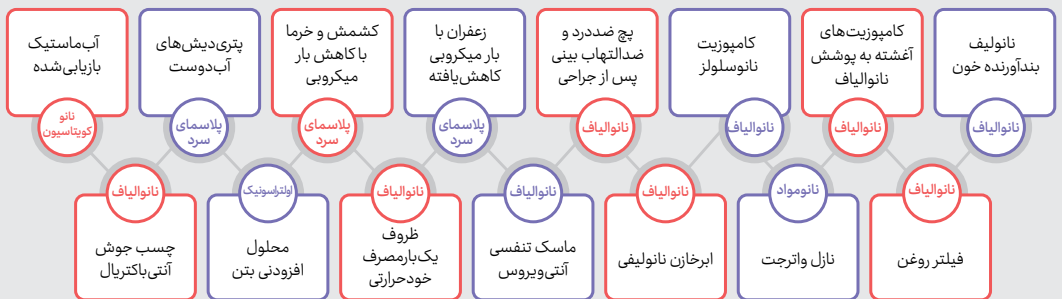 نانولیف
بندآورنده خون
نانوالیاف
کامپوزیت‌های
آغشته به پوشش
نانوالیاف
نانوالیاف
کامپوزیت
نانوسلولز
نانوالیاف
پچ ضددرد و
ضدالتهاب بینی
پس از جراحی
نانوالیاف
زعفران با
بار میکروبی
کاهش‌یافته
پلاسمای
سرد
کشمش و خرما
با کاهش بار
میکروبی
پلاسمای
سرد
پتری‌دیش‌های
آب‌دوست
پلاسمای
سرد
آب‌ماستیک
بازیابی‌شده
نانو
کویتاسیون
نانوالیاف
فیلتر روغن
نانومواد
نازل واترجت
نانوالیاف
ابرخازن نانولیفی
نانوالیاف
ماسک تنفسی
آنتی‌ویروس
نانوالیاف
ظروف
یک‌بارمصرف
خودحرارتی
اولتراسونیک
محلول
افزودنی بتن
نانوالیاف
چسب جوش
آنتی‌باکتریال